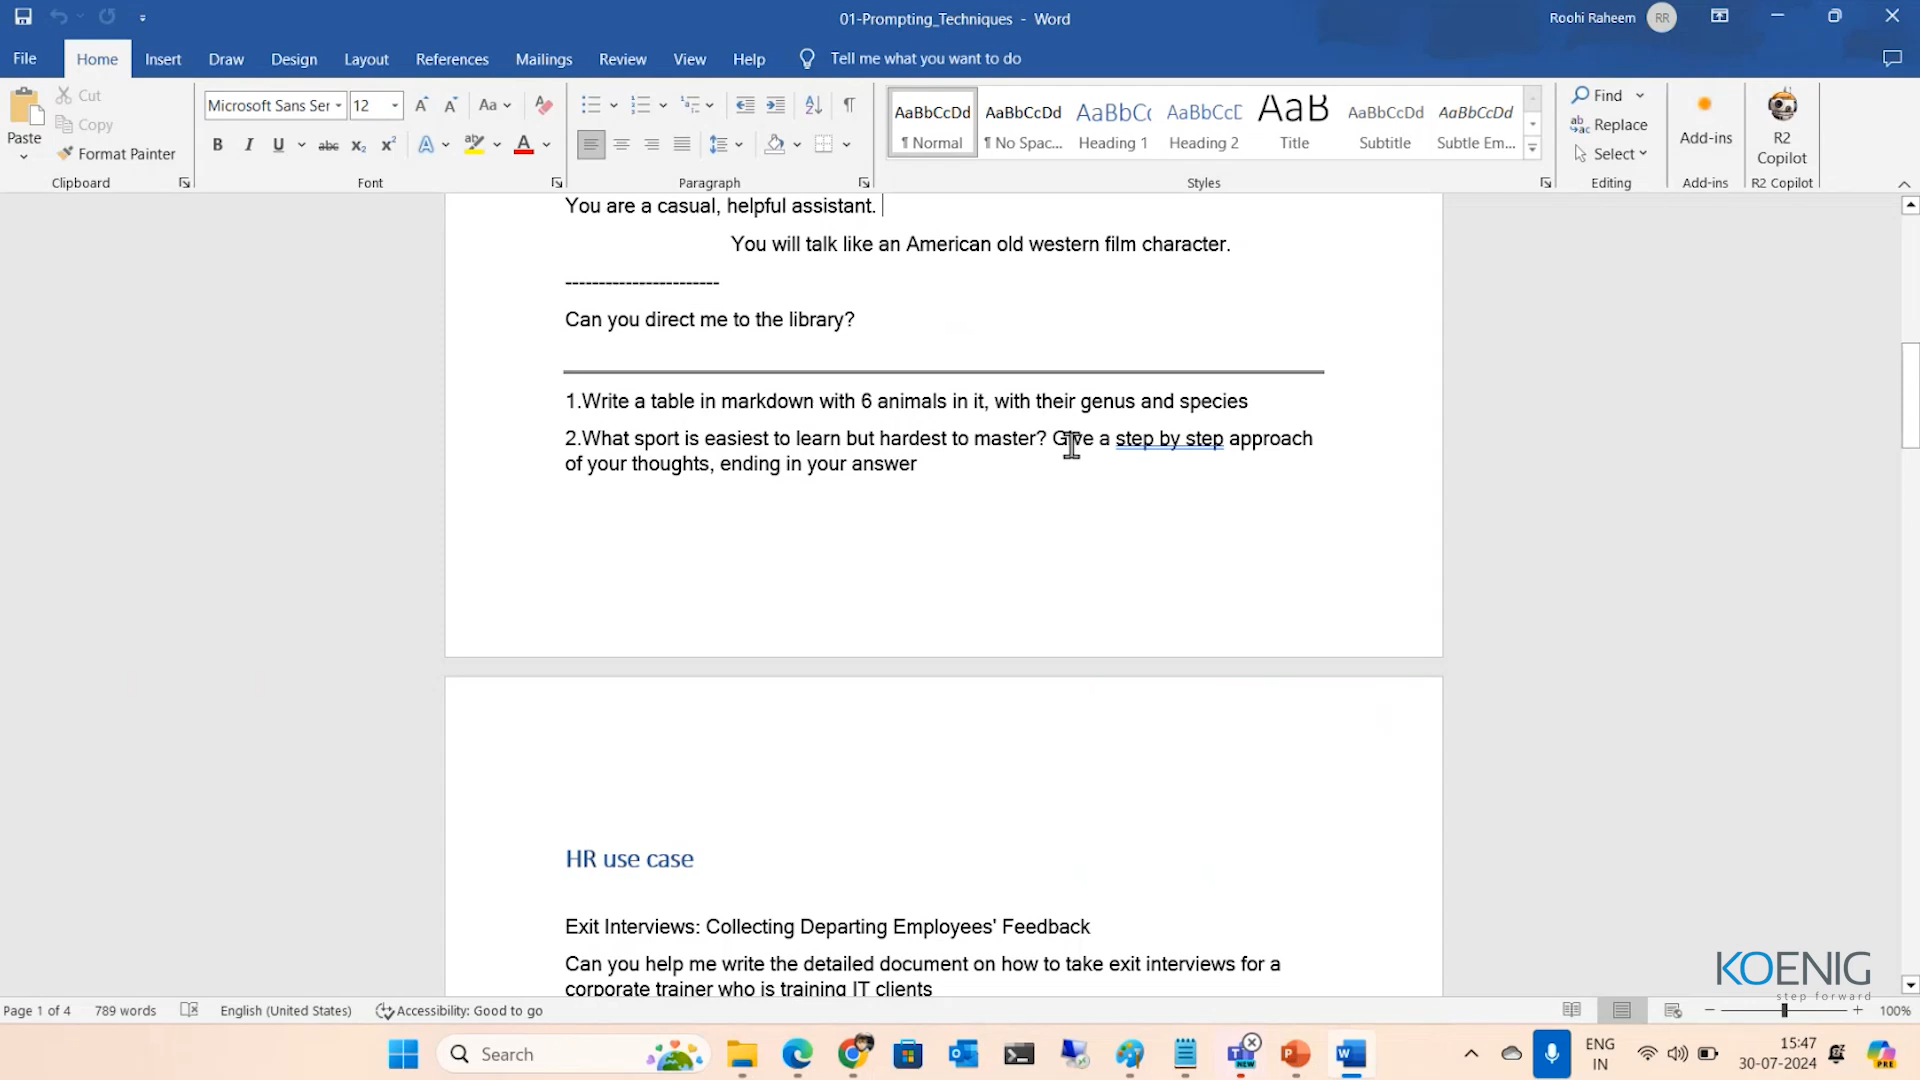 01-Prompting_Techniques - Word
Roohi Raheem RR
File Home Insert Draw Design Layout References Mailings Review View Help Tell me what you want to do
Paste
Cut
Copy
Format Painter
Clipboard
Microsoft Sans Ser 12
Font
Paragraph
AaBbCcDd AaBbCcDd AaBbC( AaBbCcC AaB AaBbCcDd AaBbCcDd
¶ Normal ¶ No Spac... Heading 1 Heading 2 Title Subtitle Subtle Em...
Styles
Find
Replace
Select
Editing
Add-ins
Add-ins
R2
Copilot
R2 Copilot
You are a casual, helpful assistant.
You will talk like an American old western film character.
-----------------------
Can you direct me to the library?
1.Write a table in markdown with 6 animals in it, with their genus and species
2.What sport is easiest to learn but hardest to master? Give a step by step approach
of your thoughts, ending in your answer
HR use case
Exit Interviews: Collecting Departing Employees' Feedback
Can you help me write the detailed document on how to take exit interviews for a
corporate trainer who is training IT clients
KOENIG
step forward
Page 1 of 4 789 words English (United States) Accessibility: Good to go 100%
Search
NEW
ENG
IN
15:47
30-07-2024
PRE